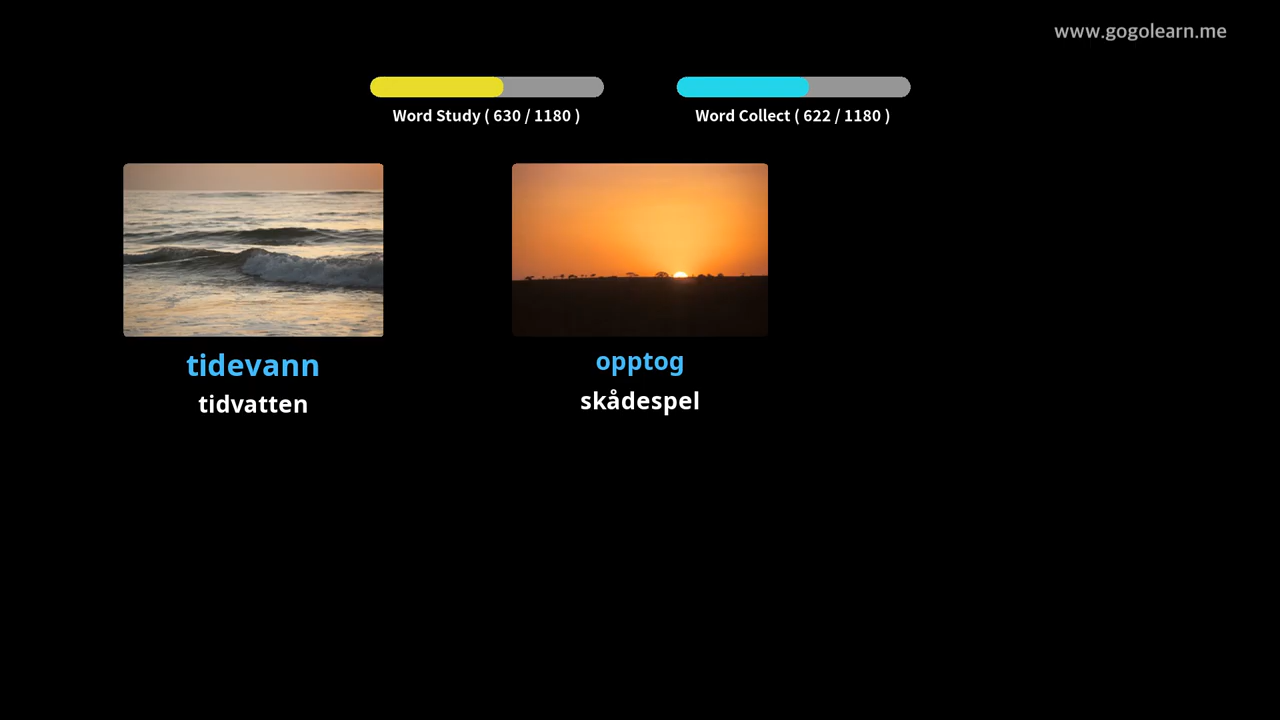 www.gogolearn.me
Word Study ( 630 / 1180 )
Word Collect ( 622 / 1180 )
tidevann
tidvatten
opptog
skådespel